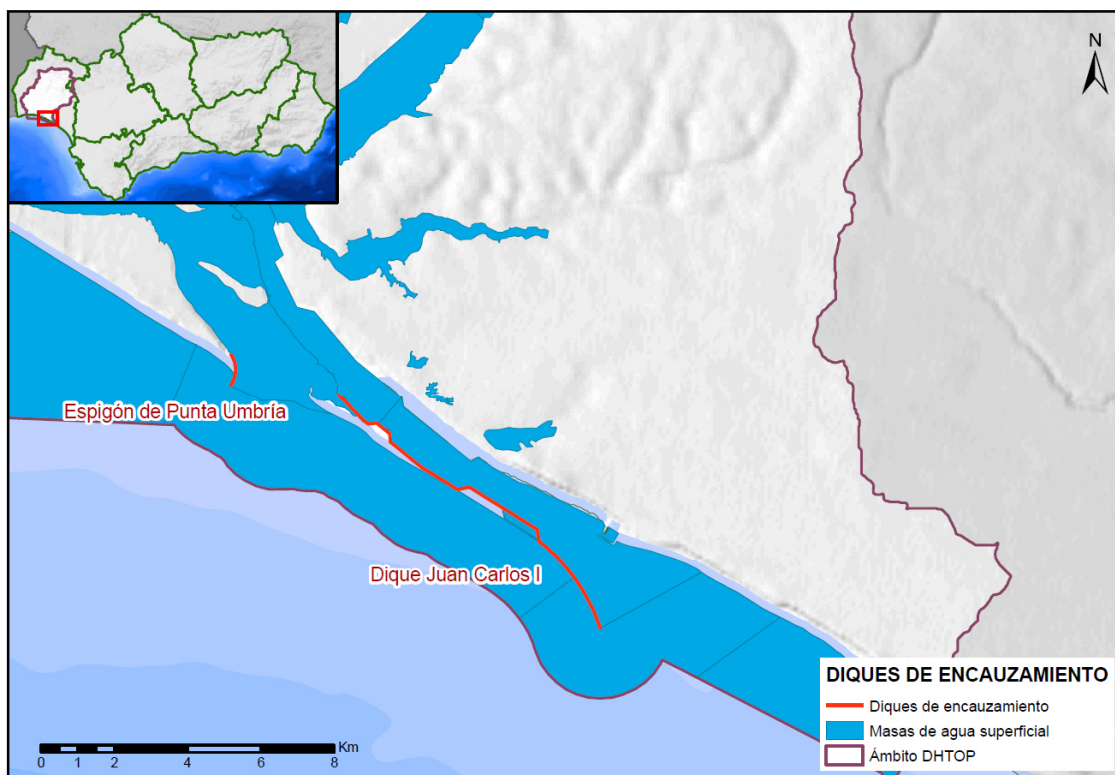 N
Espigón de Punta Umbría
Dique Juan Carlos I
DIQUES DE ENCAUZAMIENTO
Diques de encauzamiento
Masas de agua superficial
Ámbito DHTOP
Km
0 1 2 4 6 8